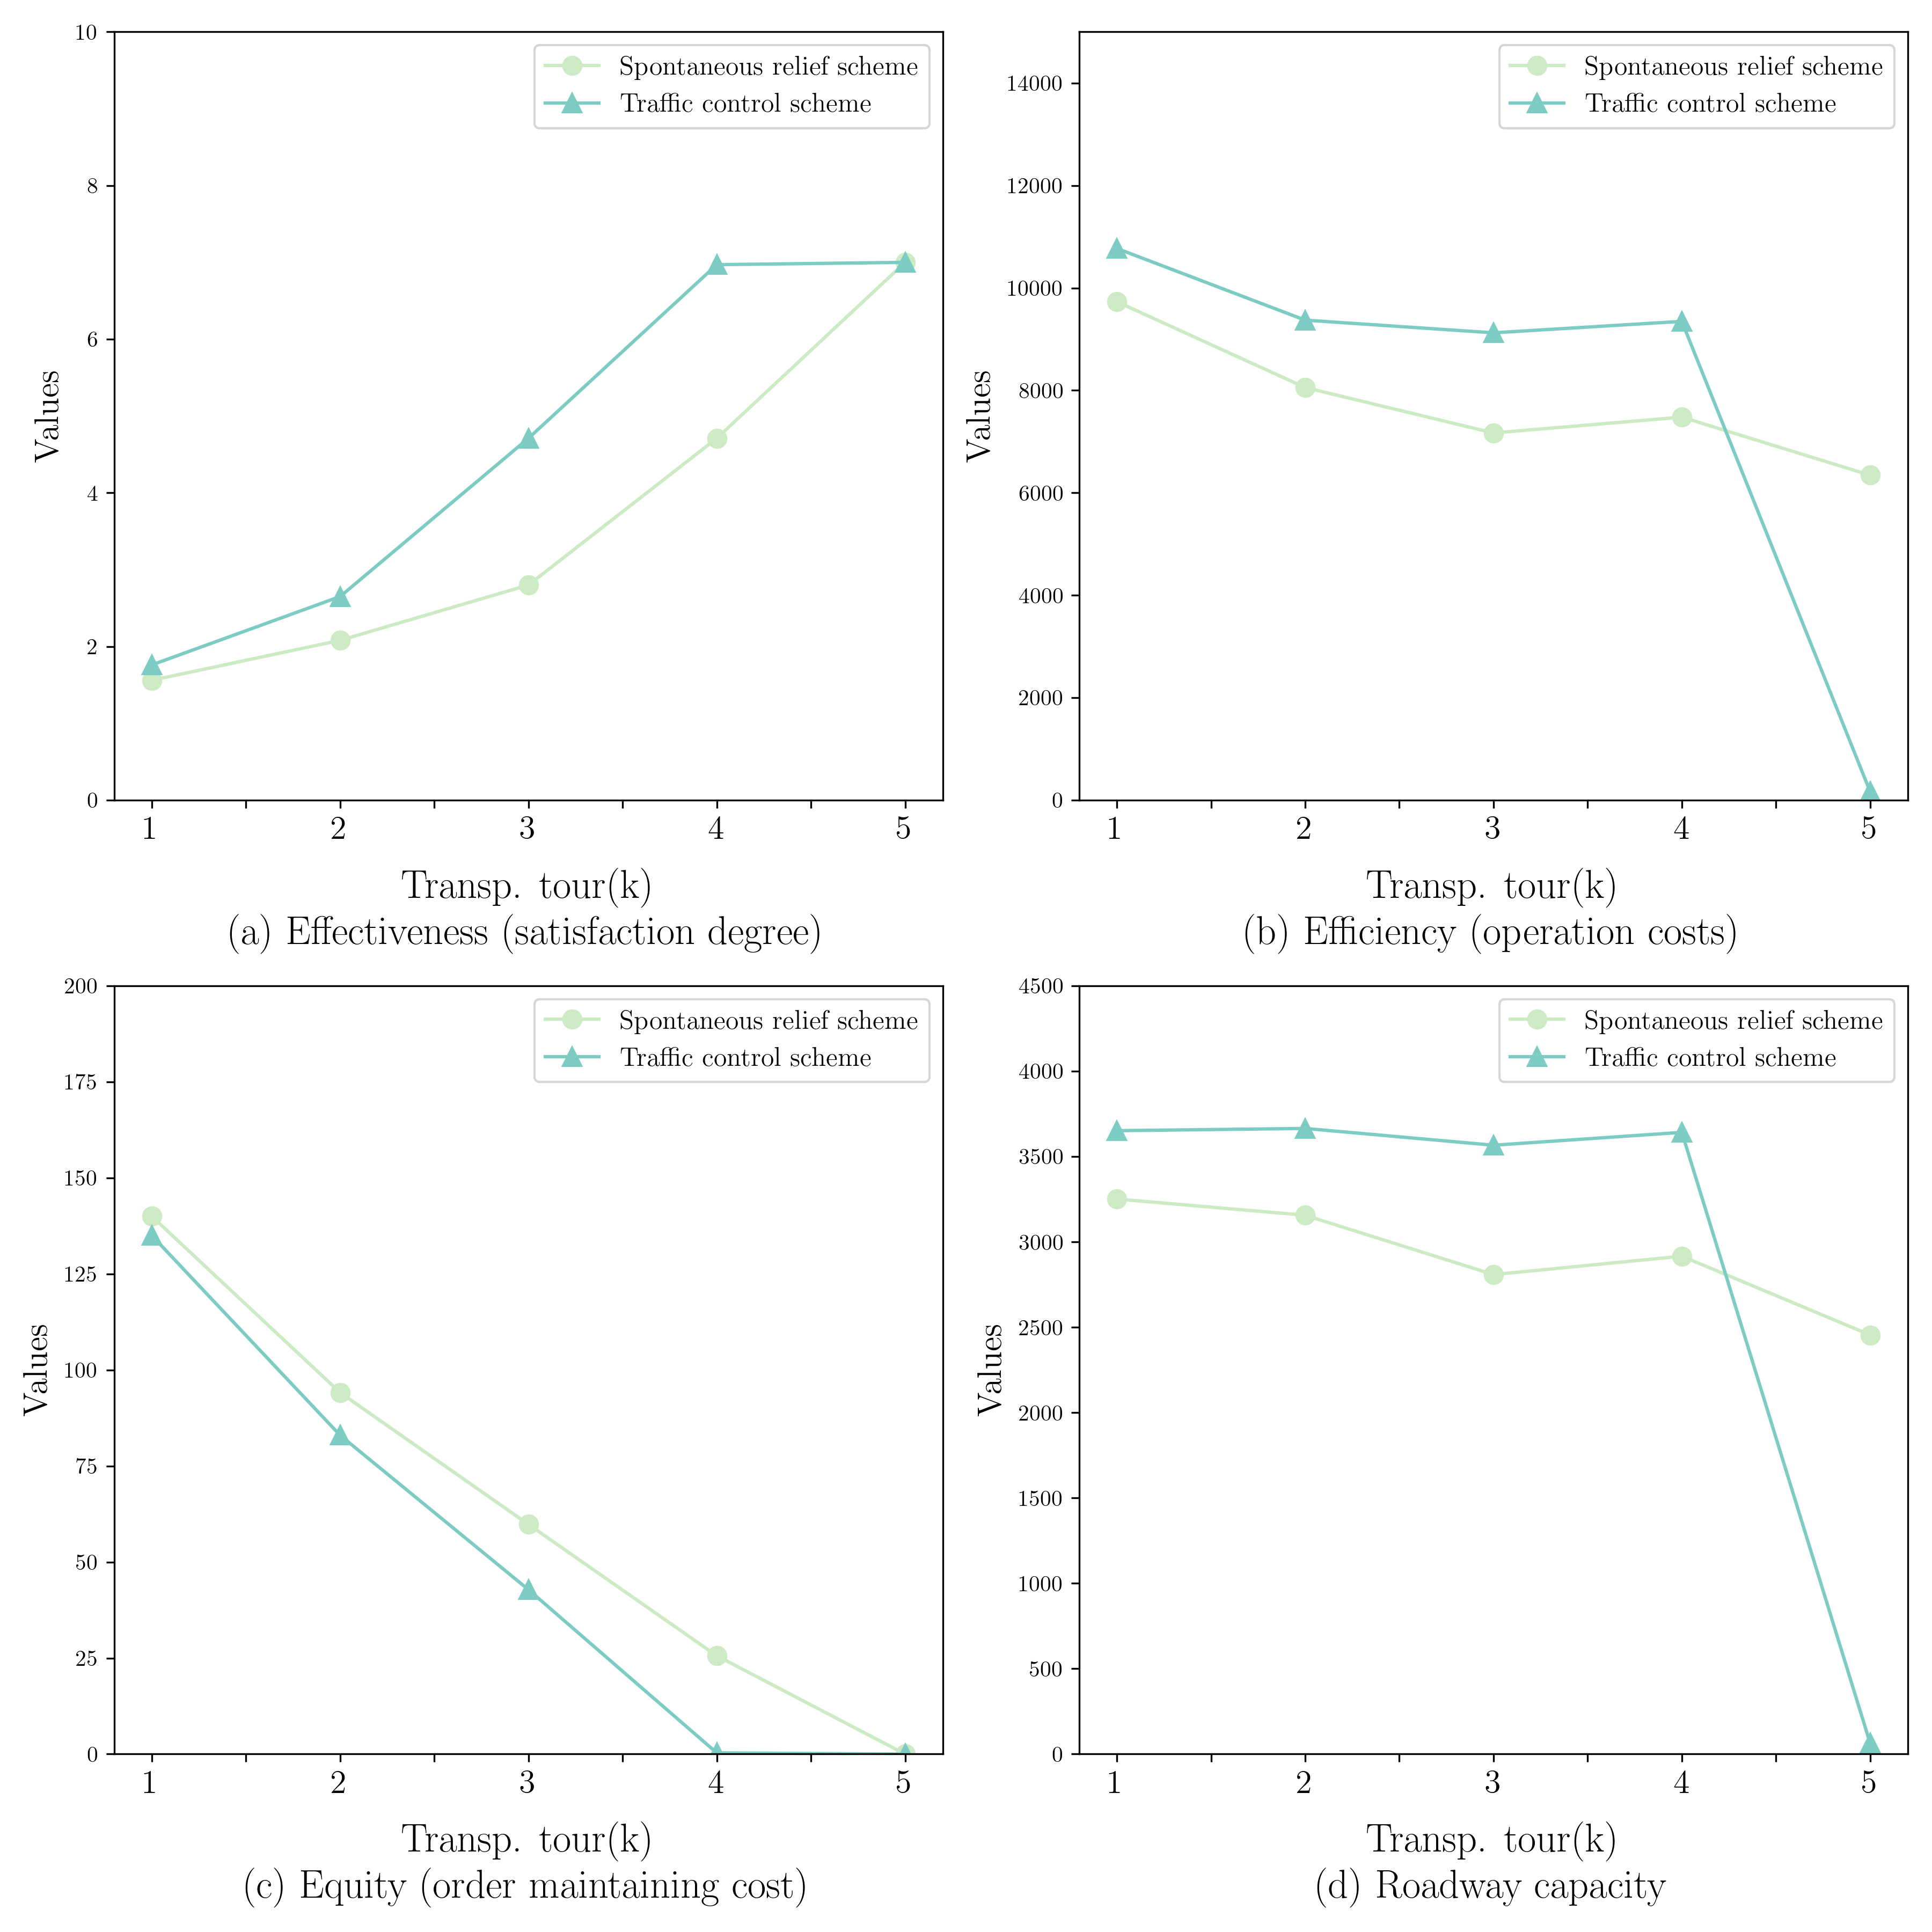 10
8
6
4
2
0
Values
Spontaneous relief scheme
Traffic control scheme
1 2 3 4 5
Transp. tour(k)
(a) Effectiveness (satisfaction degree)
14000
12000
10000
8000
6000
4000
2000
0
Values
Spontaneous relief scheme
Traffic control scheme
1 2 3 4 5
Transp. tour(k)
(b) Efficiency (operation costs)
200
175
150
125
100
75
50
25
0
Values
Spontaneous relief scheme
Traffic control scheme
1 2 3 4 5
Transp. tour(k)
(c) Equity (order maintaining cost)
4500
4000
3500
3000
2500
2000
1500
1000
500
0
Values
Spontaneous relief scheme
Traffic control scheme
1 2 3 4 5
Transp. tour(k)
(d) Roadway capacity